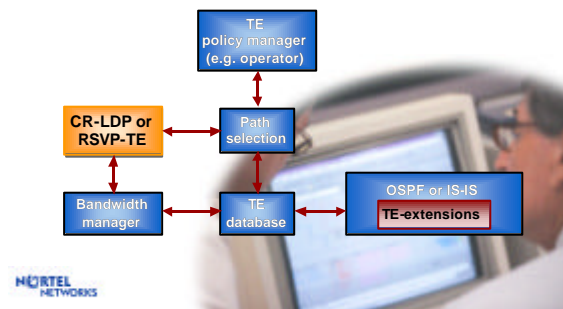 TE
policy manager
(e.g. operator)
CR-LDP or
RSVP-TE
Path
selection
Bandwidth
manager
TE
database
OSPF or IS-IS
TE-extensions
NORTEL
NETWORKS